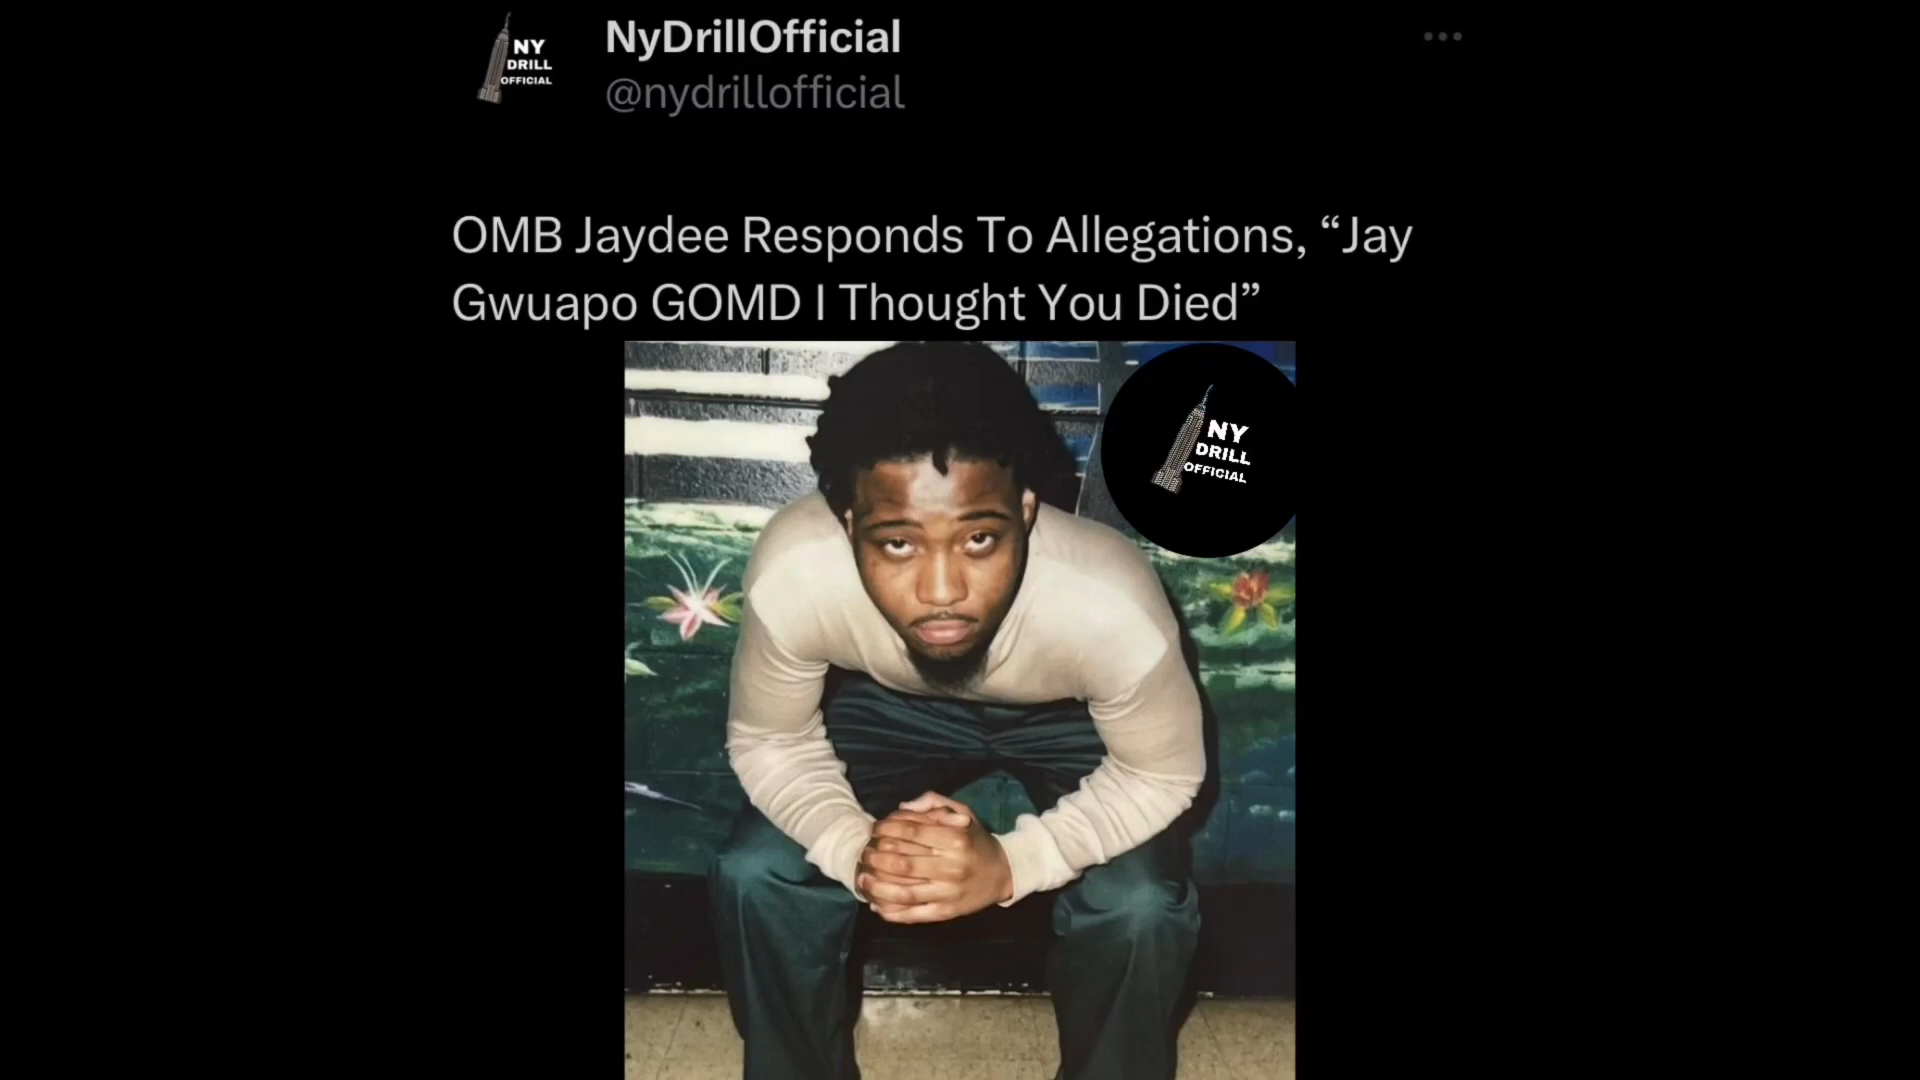 NY
DRILL
OFFICIAL
NyDrillOfficial
@nydrillofficial
OMB Jaydee Responds To Allegations, “Jay
Gwuapo GOMD I Thought You Died”
NY
DRILL
OFFICIAL